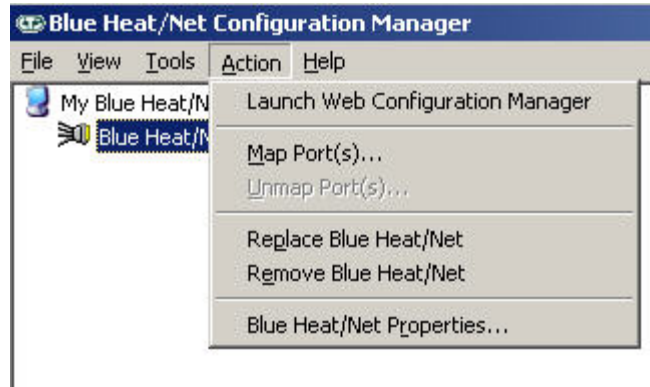 Blue Heat/Net Configuration Manager
File View Tools Action Help
My Blue Heat/N
Blue Heat/N
Launch Web Configuration Manager
Map Port(s)...
Unmap Port(s)...
Replace Blue Heat/Net
Remove Blue Heat/Net
Blue Heat/Net Properties...